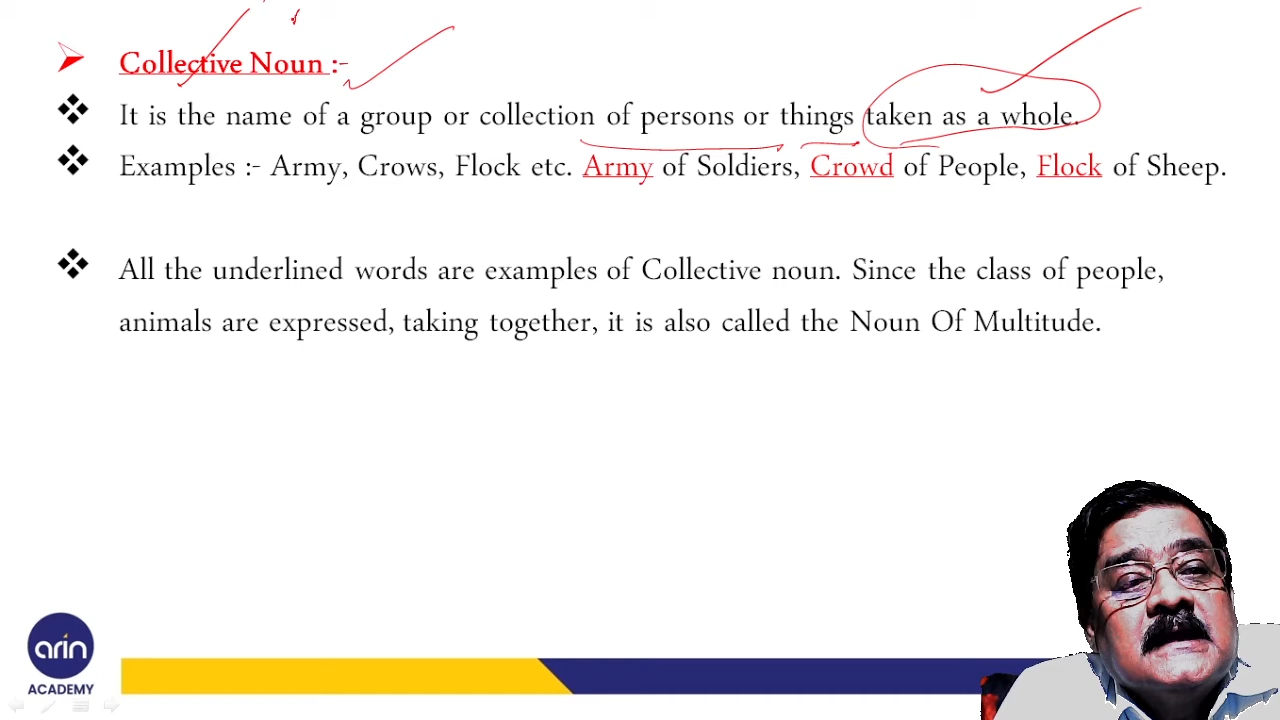 Collective Noun :-
It is the name of a group or collection of persons or things taken as a whole.
Examples :- Army, Crows, Flock etc. Army of Soldiers, Crowd of People, Flock of Sheep.
All the underlined words are examples of Collective noun. Since the class of people,
animals are expressed, taking together, it is also called the Noun Of Multitude.
arin
ACADEMY